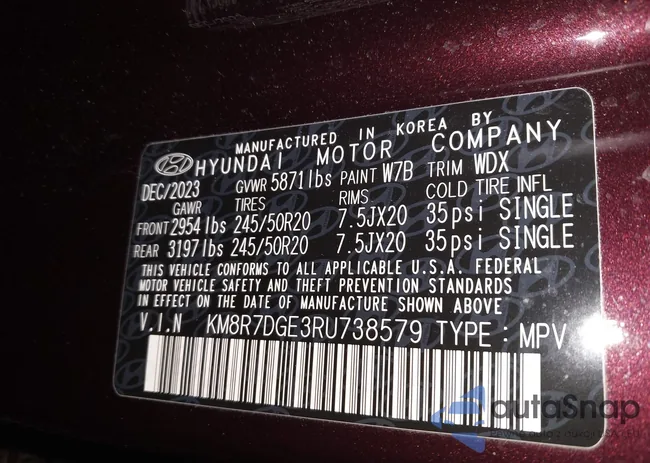 MANUFACTURED IN KOREA BY
HYUNDAI MOTOR COMPANY
DEC/2023 GVWR 5871lbs PAINT W7B TRIM WDX
GAWR TIRES RIMS COLD TIRE INFL
FRONT 2954lbs 245/50R20 7.5JX20 35psi SINGLE
REAR 3197lbs 245/50R20 7.5JX20 35psi SINGLE
THIS VEHICLE CONFORMS TO ALL APPLICABLE U.S.A. FEDERAL
MOTOR VEHICLE SAFETY AND THEFT PREVENTION STANDARDS
IN EFFECT ON THE DATE OF MANUFACTURE SHOWN ABOVE
V.I.N KM8R7DGE3RU738579 TYPE : MPV
autaSnap